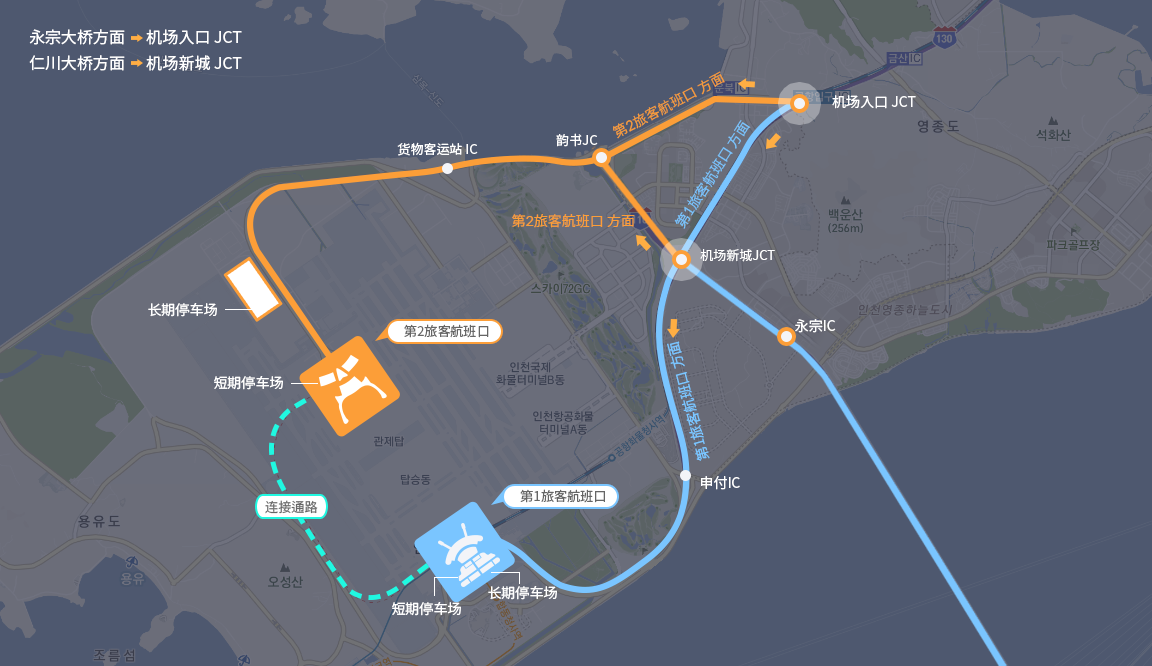 永宗大桥方面 ➡ 机场入口 JCT
仁川大桥方面 ➡ 机场新城 JCT
130
금산IC
第2旅客航班口 方面
机场入口 JCT
영종도
석화산
韵书JC
货物客运站 IC
第1旅客航班口 方面
백운산
(256m)
第2旅客航班口 方面
파크골프장
机场新城JCT
스카이72GC
인천영종하늘도시
长期停车场
永宗IC
第2旅客航班口
第1旅客航班口 方面
인천국제
화물터미널B동
短期停车场
인천항공화물
터미널A동
관제탑
공항화물청사역
탑승동
申付IC
第1旅客航班口
连接通路
용유도
용유
오성산
长期停车场
短期停车场
조름섬